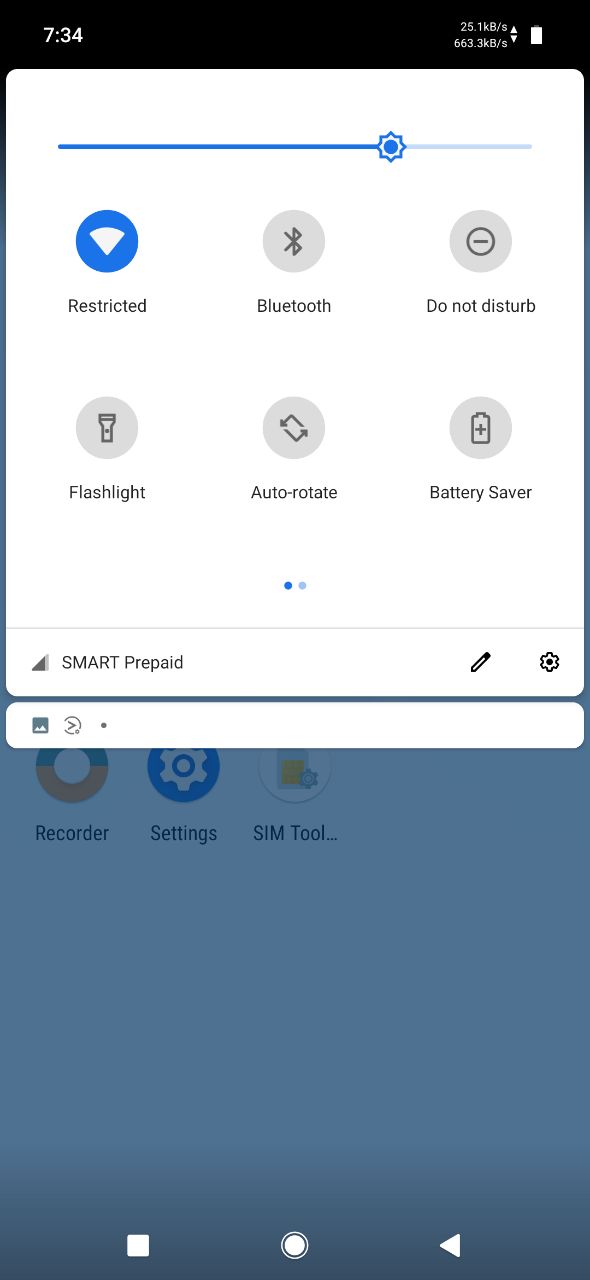 7:34
25.1kB/s
663.3kB/s
Restricted
Bluetooth
Do not disturb
Flashlight
Auto-rotate
Battery Saver
SMART Prepaid
Recorder
Settings
SIM Tool…